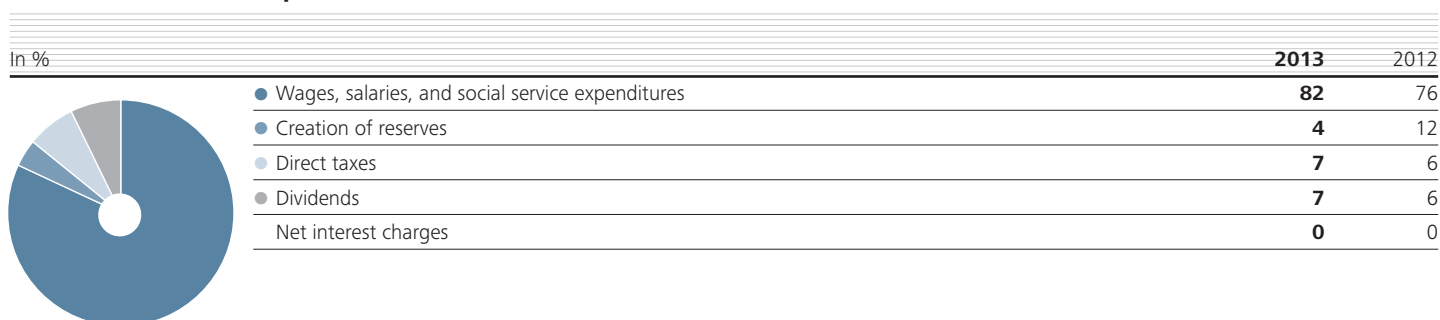 In % 2013 2012
Wages, salaries, and social service expenditures 82 76
Creation of reserves 4 12
Direct taxes 7 6
Dividends 7 6
Net interest charges 0 0